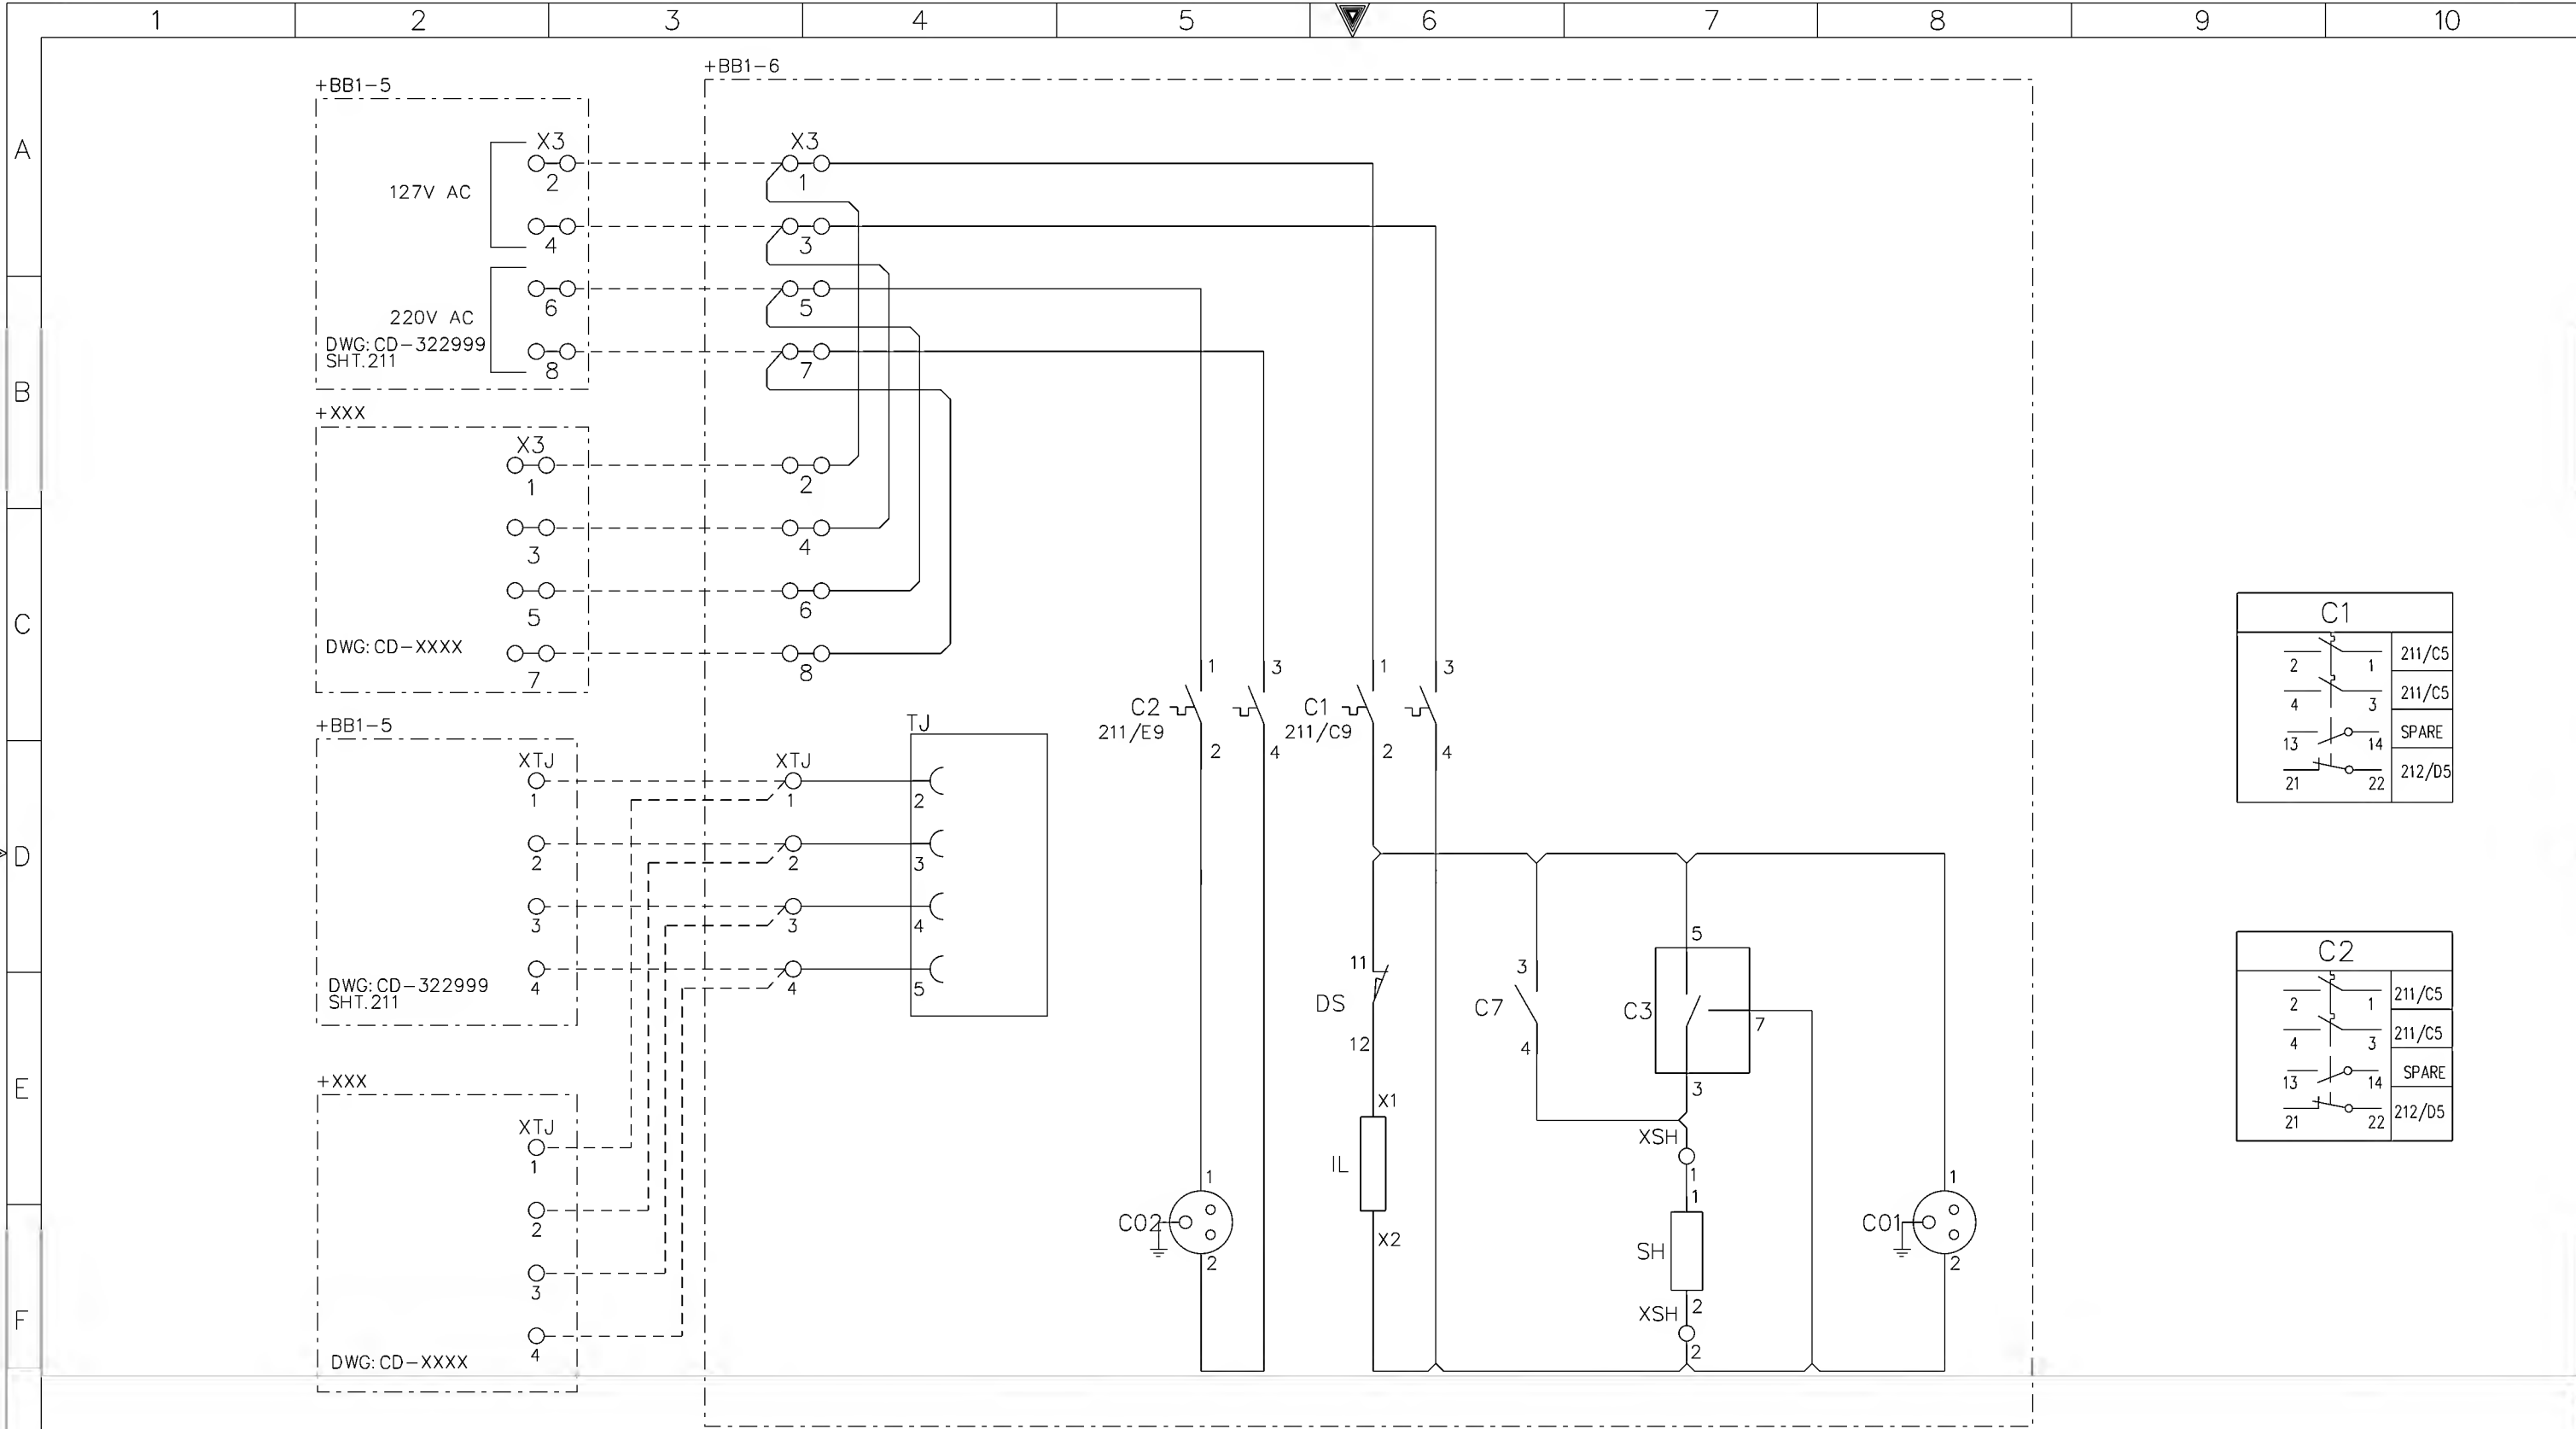 1 2 3 4 5 6 7 8 9 10
A
B
C
D
E
F
+BB1-5
X3
127V AC
2
4
220V AC
6
8
DWG:CD-322999
SHT.211
+XXX
X3
1
3
5
7
DWG:CD-XXXX
+BB1-5
XTJ
1
2
3
4
DWG:CD-322999
SHT.211
+XXX
XTJ
1
2
3
4
DWG:CD-XXXX
+BB1-6
X3
1
3
5
7
2
4
6
8
XTJ
1
2
3
4
TJ
2
3
4
5
1 3
C2
211/E9
2 4
1 3
C1
211/C9
2 4
CO2
1
2
11
DS
12
X1
IL
X2
3
C7
4
5
C3
7
3
XSH
1
1
SH
2
XSH
2
CO1
1
2
C1
2 1 211/C5
4 3 211/C5
13 14 SPARE
21 22 212/D5
C2
2 1 211/C5
4 3 211/C5
13 14 SPARE
21 22 212/D5